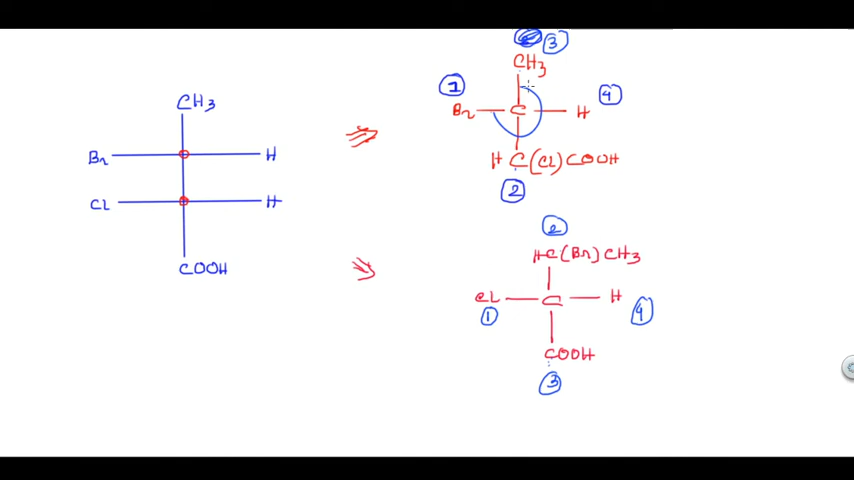 CH3
Br H
Cl H
COOH
3
CH3
1 4
Br C H
H C (Cl) COOH
2
2
HC (Br) CH3
Cl C H
1 4
COOH
3